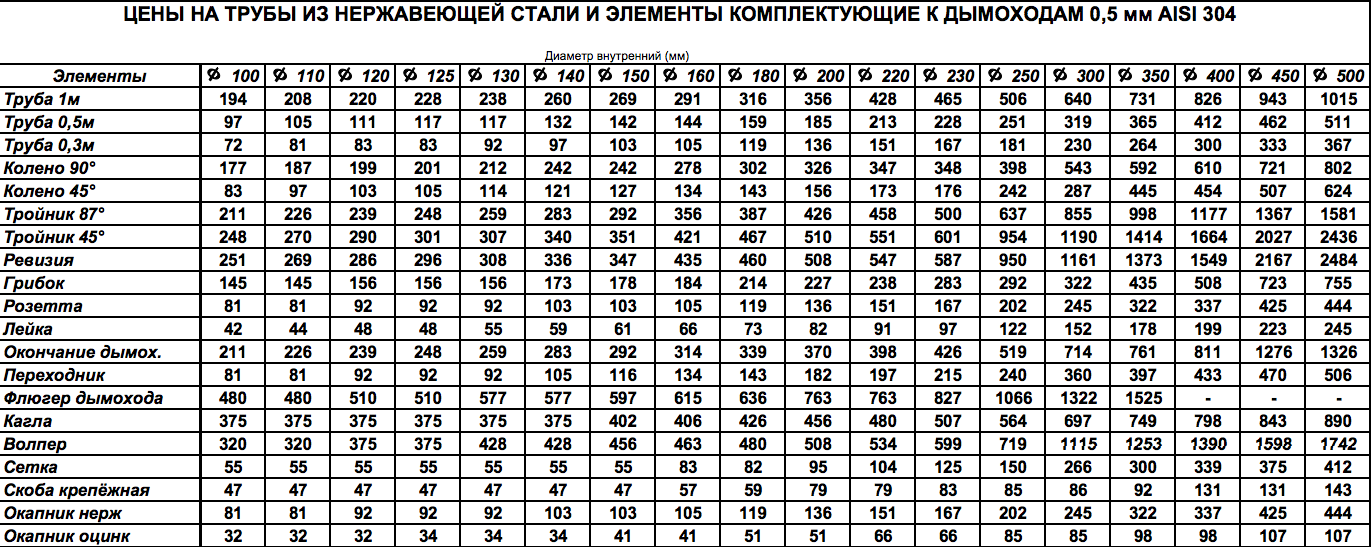 ЦЕНЫ НА ТРУБЫ ИЗ НЕРЖАВЕЮЩЕЙ СТАЛИ И ЭЛЕМЕНТЫ КОМПЛЕКТУЮЩИЕ К ДЫМОХОДАМ 0,5 мм AISI 304
Диаметр внутренний (мм)
Элементы Ø 100 Ø 110 Ø 120 Ø 125 Ø 130 Ø 140 Ø 150 Ø 160 Ø 180 Ø 200 Ø 220 Ø 230 Ø 250 Ø 300 Ø 350 Ø 400 Ø 450 Ø 500
Труба 1м 194 208 220 228 238 260 269 291 316 356 428 465 506 640 731 826 943 1015
Труба 0,5м 97 105 111 117 117 132 142 144 159 185 213 228 251 319 365 412 462 511
Труба 0,3м 72 81 83 83 92 97 103 105 119 136 151 167 181 230 264 300 333 367
Колено 90° 177 187 199 201 212 242 242 278 302 326 347 348 398 543 592 610 721 802
Колено 45° 83 97 103 105 114 121 127 134 143 156 173 176 242 287 445 454 507 624
Тройник 87° 211 226 239 248 259 283 292 356 387 426 458 500 637 855 998 1177 1367 1581
Тройник 45° 248 270 290 301 307 340 351 421 467 510 551 601 954 1190 1414 1664 2027 2436
Ревизия 251 269 286 296 308 336 347 435 460 508 547 587 950 1161 1373 1549 2167 2484
Грибок 145 145 156 156 156 173 178 184 214 227 238 283 292 322 435 508 723 755
Розетта 81 81 92 92 92 103 103 105 119 136 151 167 202 245 322 337 425 444
Лейка 42 44 48 48 55 59 61 66 73 82 91 97 122 152 178 199 223 245
Окончание дымох. 211 226 239 248 259 283 292 314 339 370 398 426 519 714 761 811 1276 1326
Переходник 81 81 92 92 92 105 116 134 143 182 197 215 240 360 397 433 470 506
Флюгер дымохода 480 480 510 510 577 577 597 615 636 763 763 827 1066 1322 1525 - - -
Кагла 375 375 375 375 375 375 402 406 426 456 480 507 564 697 749 798 843 890
Волпер 320 320 375 375 428 428 456 463 480 508 534 599 719 1115 1253 1390 1598 1742
Сетка 55 55 55 55 55 55 55 83 82 95 104 125 150 266 300 339 375 412
Скоба крепёжная 47 47 47 47 47 47 47 57 59 79 79 83 85 86 92 131 131 143
Окапник нерж 81 81 92 92 92 103 103 105 119 136 151 167 202 245 322 337 425 444
Окапник оцинк 32 32 32 34 34 34 41 41 51 51 66 66 85 85 98 98 107 107